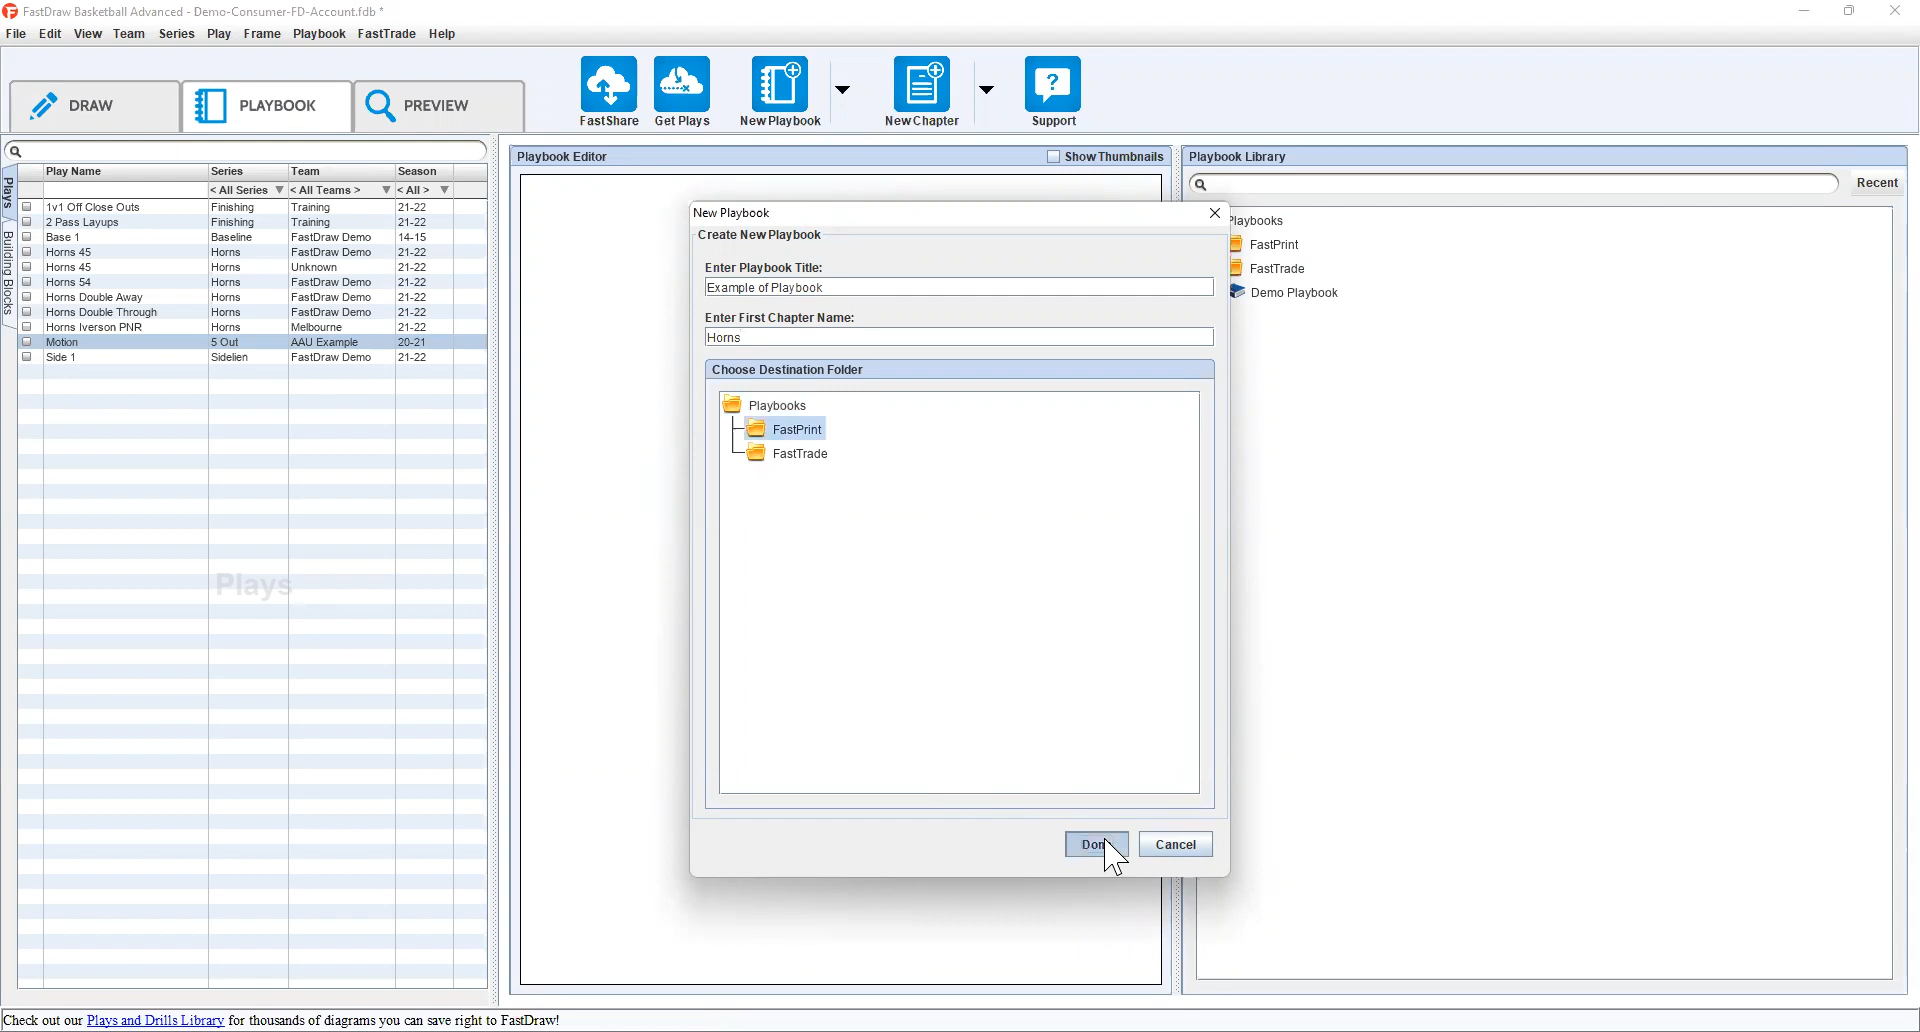 FastDraw Basketball Advanced - Demo-Consumer-FD-Account.fdb *
File Edit View Team Series Play Frame Playbook FastTrade Help
DRAW PLAYBOOK PREVIEW
FastShare Get Plays New Playbook New Chapter Support
Plays
Building Blocks
Play Name Series Team Season
< All Series < All Teams > < All >
1v1 Off Close Outs Finishing Training 21-22
2 Pass Layups Finishing Training 21-22
Base 1 Baseline FastDraw Demo 14-15
Horns 45 Horns FastDraw Demo 21-22
Horns 45 Horns Unknown 21-22
Horns 54 Horns FastDraw Demo 21-22
Horns Double Away Horns FastDraw Demo 21-22
Horns Double Through Horns FastDraw Demo 21-22
Horns Iverson PNR Horns Melbourne 21-22
Motion 5 Out AAU Example 20-21
Side 1 Sidelien FastDraw Demo 21-22
Plays
Playbook Editor Show Thumbnails
New Playbook
Create New Playbook
Enter Playbook Title:
Example of Playbook
Enter First Chapter Name:
Horns
Choose Destination Folder
Playbooks
FastPrint
FastTrade
Cancel
Playbook Library
Recent
Playbooks
FastPrint
FastTrade
Demo Playbook
Check out our Plays and Drills Library for thousands of diagrams you can save right to FastDraw!